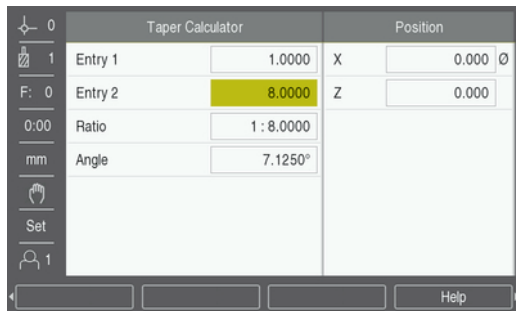 0 Taper Calculator Position
1 Entry 1 1.0000 X 0.000 Ø
F: 0 Entry 2 8.0000 Z 0.000
0:00 Ratio 1 : 8.0000
mm Angle 7.1250°
Set
1
Help